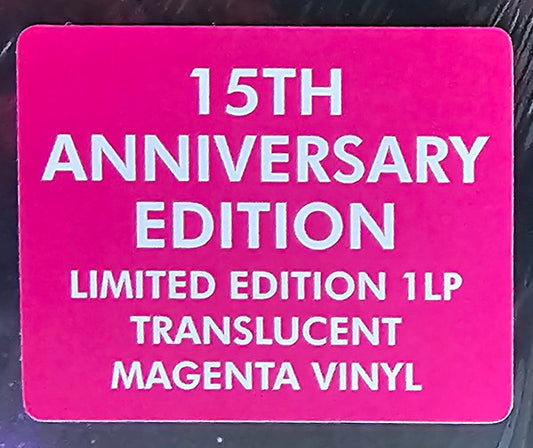 15TH
ANNIVERSARY
EDITION
LIMITED EDITION 1LP
TRANSLUCENT
MAGENTA VINYL